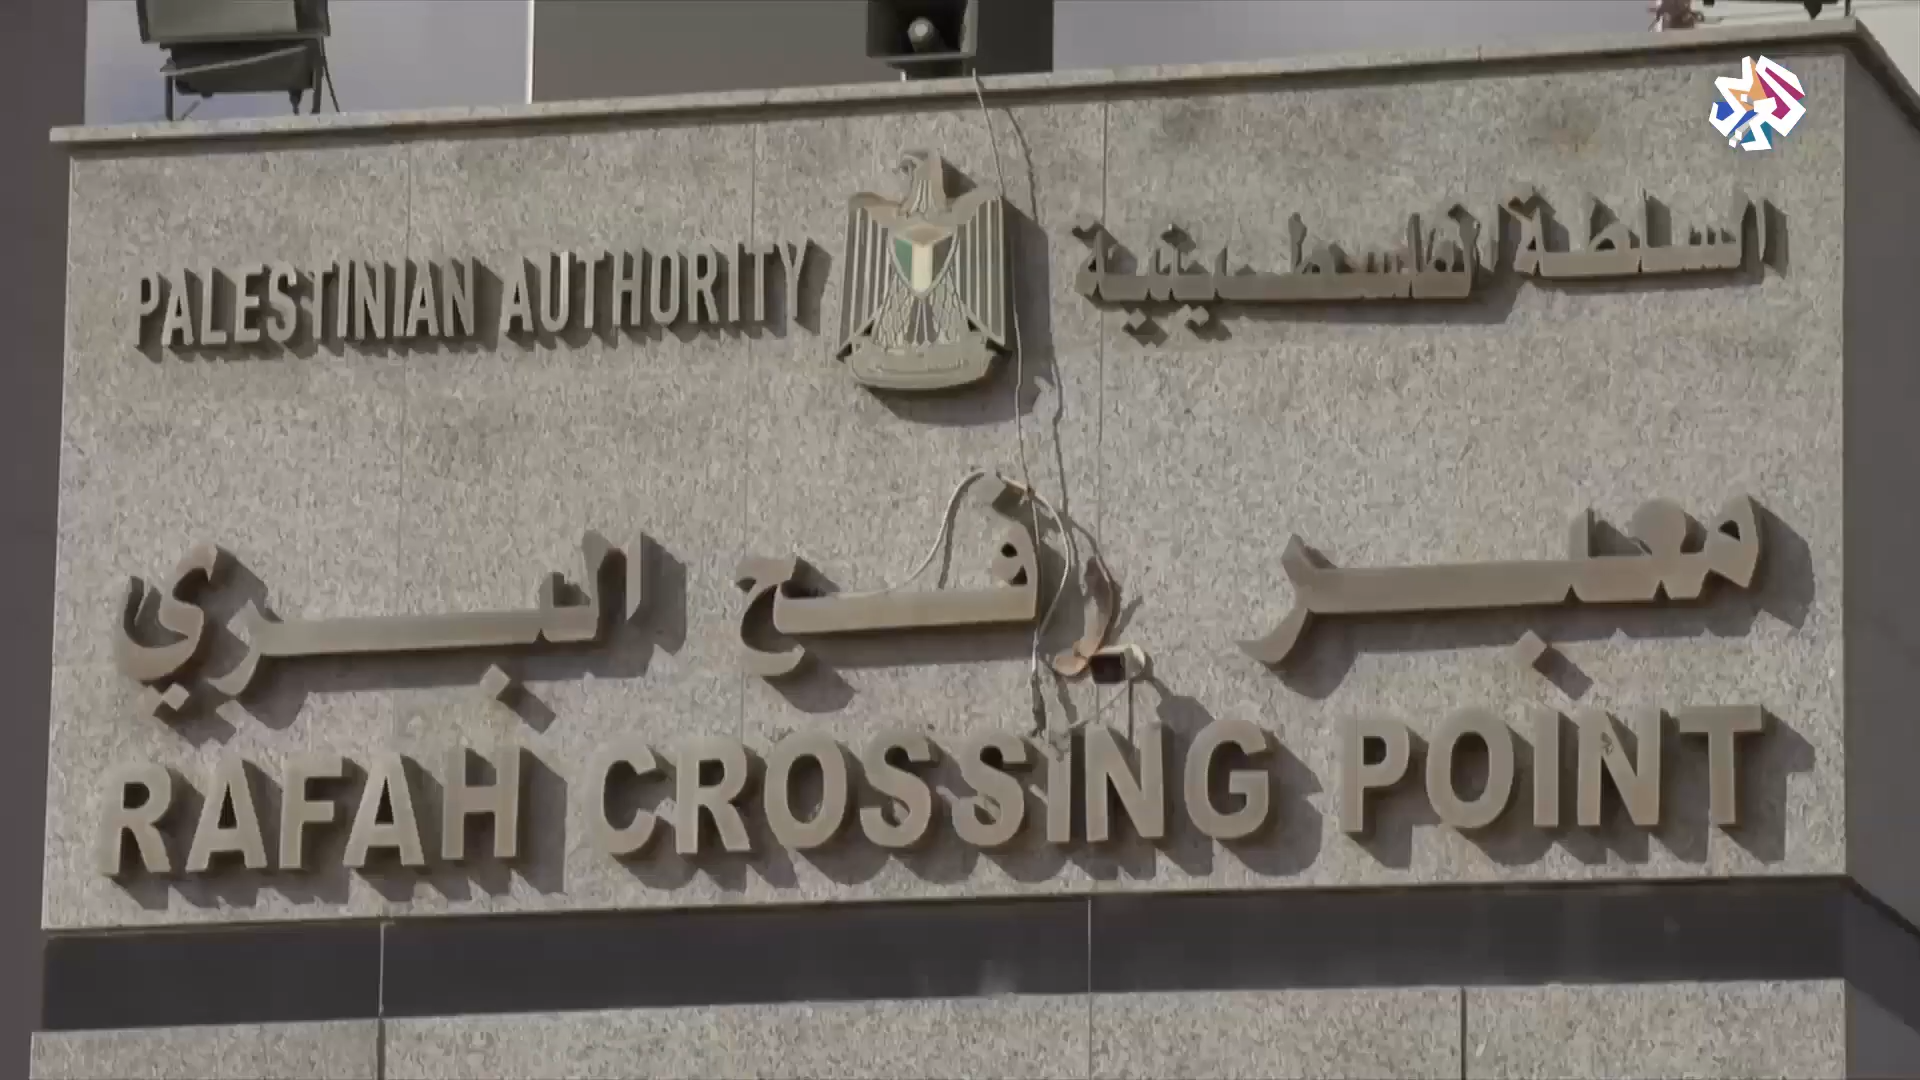 PALESTINIAN AUTHORITY
السلطة الفلسطينية
معبر رفح البري
RAFAH CROSSING POINT